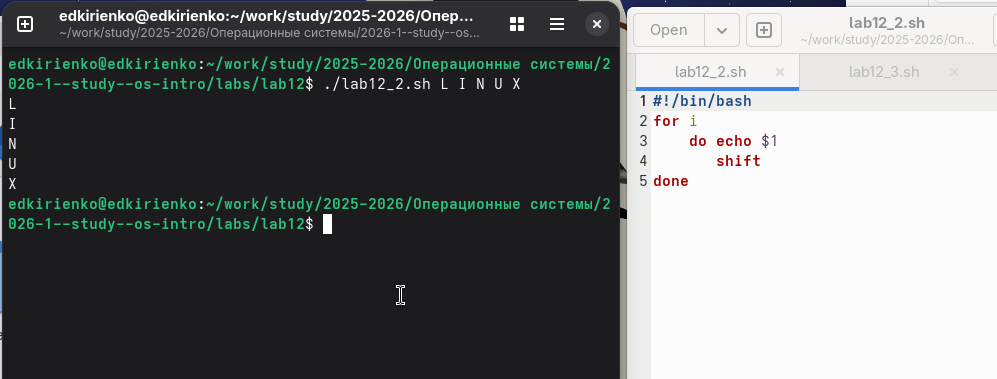 edkirienko@edkirienko:~/work/study/2025-2026/Опер...
~/work/study/2025-2026/Операционные системы/2026-1--study--os...
edkirienko@edkirienko:~/work/study/2025-2026/Операционные системы/2
026-1--study--os-intro/labs/lab12$ ./lab12_2.sh L I N U X
L
I
N
U
X
edkirienko@edkirienko:~/work/study/2025-2026/Операционные системы/2
026-1--study--os-intro/labs/lab12$
Open
lab12_2.sh
~/work/study/2025-2026/Оп...
lab12_2.sh
lab12_3.sh
1 #!/bin/bash
2 for i
3     do echo $1
4        shift
5 done